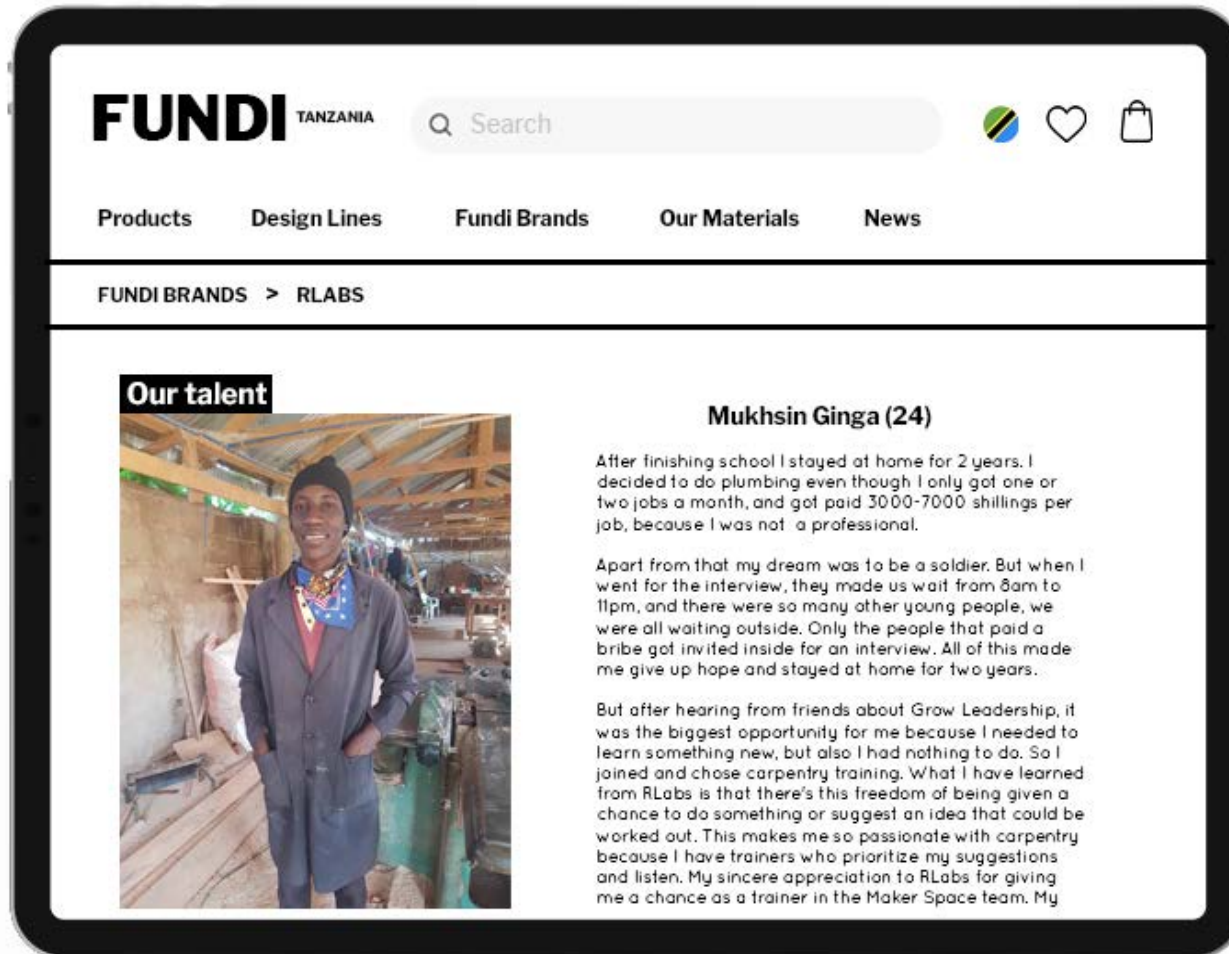 FUNDI TANZANIA
Search
Products Design Lines Fundi Brands Our Materials News
FUNDI BRANDS > RLABS
Our talent
Mukhsin Ginga (24)
After finishing school I stayed at home for 2 years. I
decided to do plumbing even though I only got one or
two jobs a month, and got paid 3000-7000 shillings per
job, because I was not a professional.
Apart from that my dream was to be a soldier. But when I
went for the interview, they made us wait from 8am to
11pm, and there were so many other young people, we
were all waiting outside. Only the people that paid a
bribe got invited inside for an interview. All of this made
me give up hope and stayed at home for two years.
But after hearing from friends about Grow Leadership, it
was the biggest opportunity for me because I needed to
learn something new, but also I had nothing to do. So I
joined and chose carpentry training. What I have learned
from RLabs is that there's this freedom of being given a
chance to do something or suggest an idea that could be
worked out. This makes me so passionate with carpentry
because I have trainers who prioritize my suggestions
and listen. My sincere appreciation to RLabs for giving
me a chance as a trainer in the Maker Space team. My